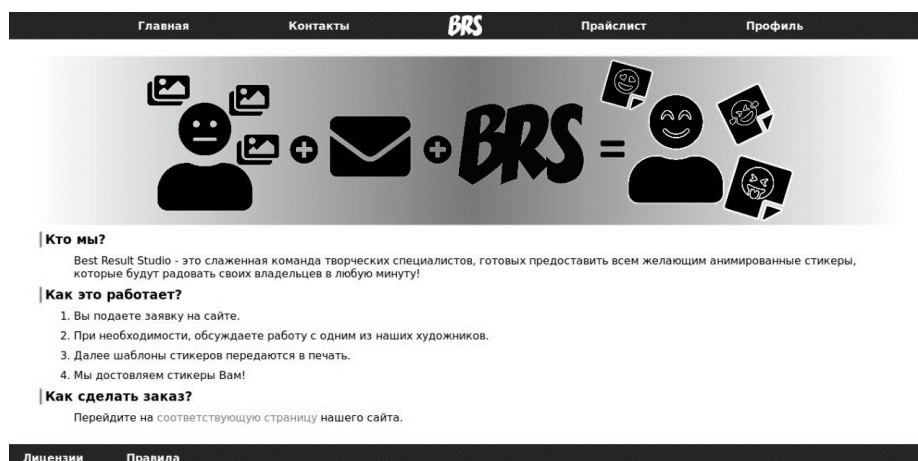 Главная Контакты BRS Прайслист Профиль
BRS
Кто мы?
Best Result Studio - это слаженная команда творческих специалистов, готовых предоставить всем желающим анимированные стикеры,
которые будут радовать своих владельцев в любую минуту!
Как это работает?
1. Вы подаете заявку на сайте.
2. При необходимости, обсуждаете работу с одним из наших художников.
3. Далее шаблоны стикеров передаются в печать.
4. Мы достовляем стикеры Вам!
Как сделать заказ?
Перейдите на соответствующую страницу нашего сайта.
Лицензии Правила